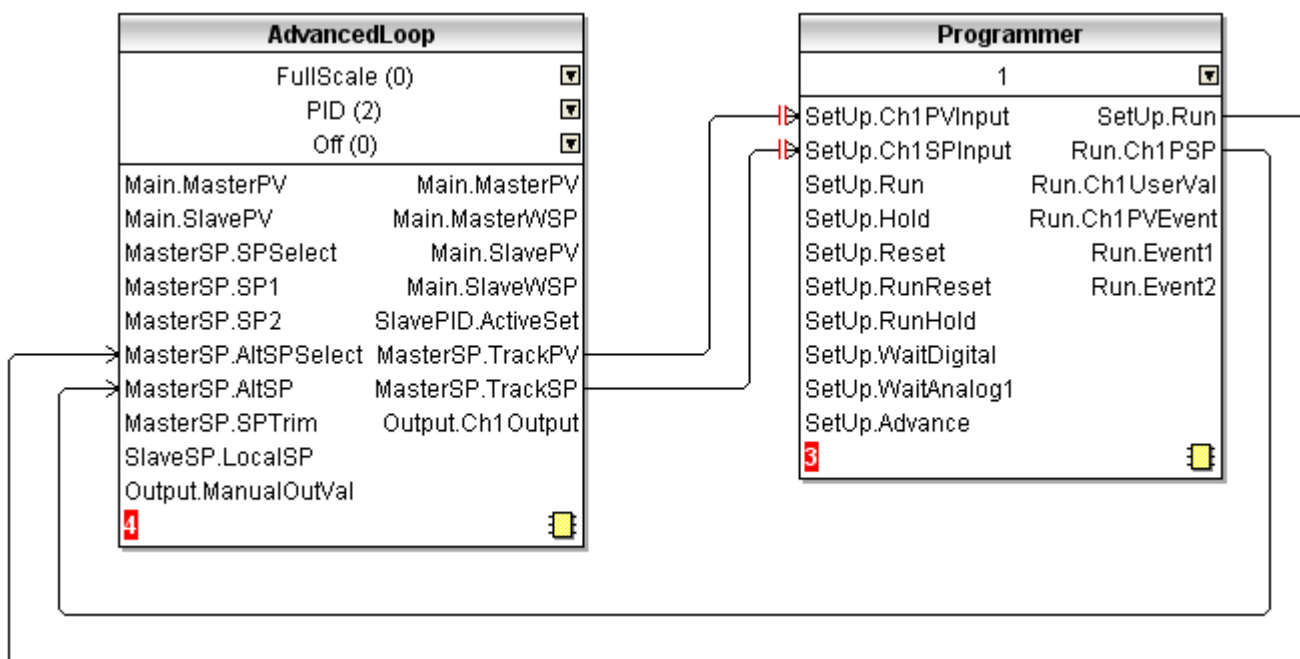 AdvancedLoop
FullScale (0)
PID (2)
Off (0)
Main.MasterPV Main.MasterPV
Main.SlavePV Main.MasterWSP
MasterSP.SPSelect Main.SlavePV
MasterSP.SP1 Main.SlaveWSP
MasterSP.SP2 SlavePID.ActiveSet
MasterSP.AltSPSelect MasterSP.TrackPV
MasterSP.AltSP MasterSP.TrackSP
MasterSP.SPTrim Output.Ch1Output
SlaveSP.LocalSP
Output.ManualOutVal
4
Programmer
1
SetUp.Ch1PVInput SetUp.Run
SetUp.Ch1SPInput Run.Ch1PSP
SetUp.Run Run.Ch1UserVal
SetUp.Hold Run.Ch1PVEvent
SetUp.Reset Run.Event1
SetUp.RunReset Run.Event2
SetUp.RunHold
SetUp.WaitDigital
SetUp.WaitAnalog1
SetUp.Advance
3